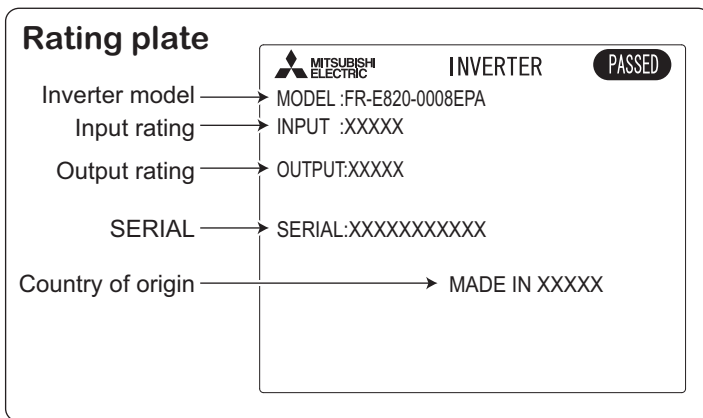 Rating plate
MITSUBISHI
ELECTRIC
INVERTER
PASSED
Inverter model
MODEL :FR-E820-0008EPA
Input rating
INPUT :XXXXX
Output rating
OUTPUT:XXXXX
SERIAL
SERIAL:XXXXXXXXXXX
Country of origin
MADE IN XXXXX